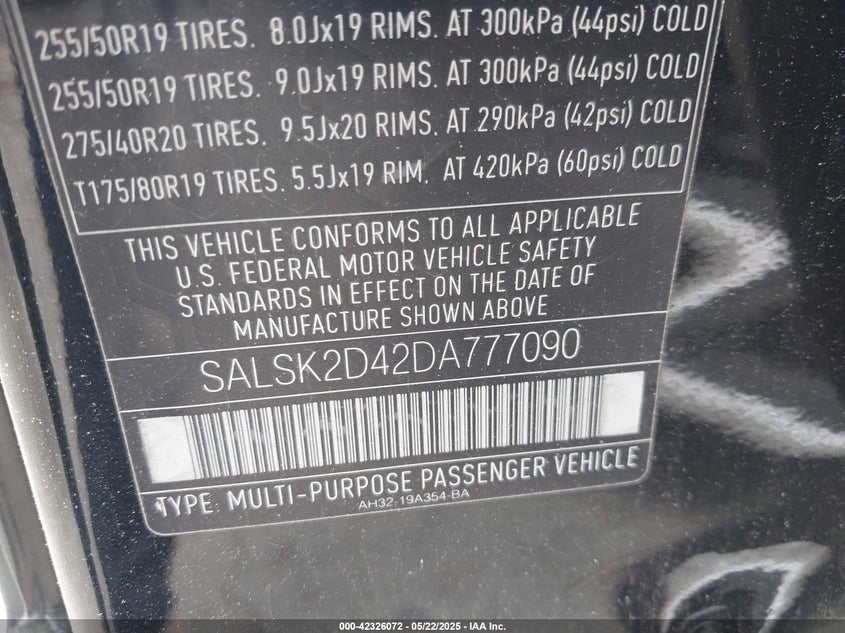 255/50R19 TIRES. 8.0Jx19 RIMS. AT 300kPa (44psi) COLD
255/50R19 TIRES. 9.0Jx19 RIMS. AT 300kPa (44psi) COLD
275/40R20 TIRES. 9.5Jx20 RIMS. AT 290kPa (42psi) COLD
T175/80R19 TIRES. 5.5Jx19 RIM. AT 420kPa (60psi) COLD
THIS VEHICLE CONFORMS TO ALL APPLICABLE
U.S. FEDERAL MOTOR VEHICLE SAFETY
STANDARDS IN EFFECT ON THE DATE OF
MANUFACTURE SHOWN ABOVE
SALSK2D42DA777090
TYPE: MULTI-PURPOSE PASSENGER VEHICLE
AH32-19A354-BA
000-42326072 - 05/22/2025 - IAA Inc.